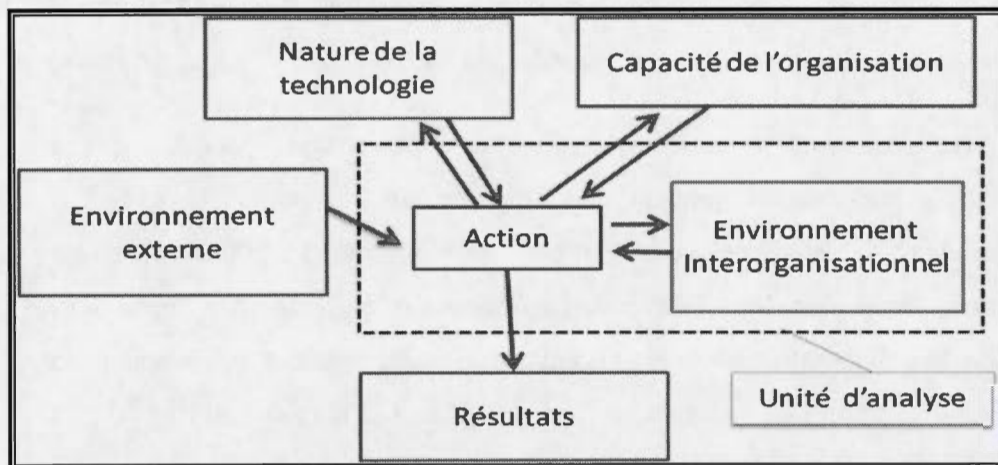 Nature de la
technologie
Capacité de l'organisation
Environnement
externe
Action
Environnement
Interorganisationnel
Résultats
Unité d'analyse